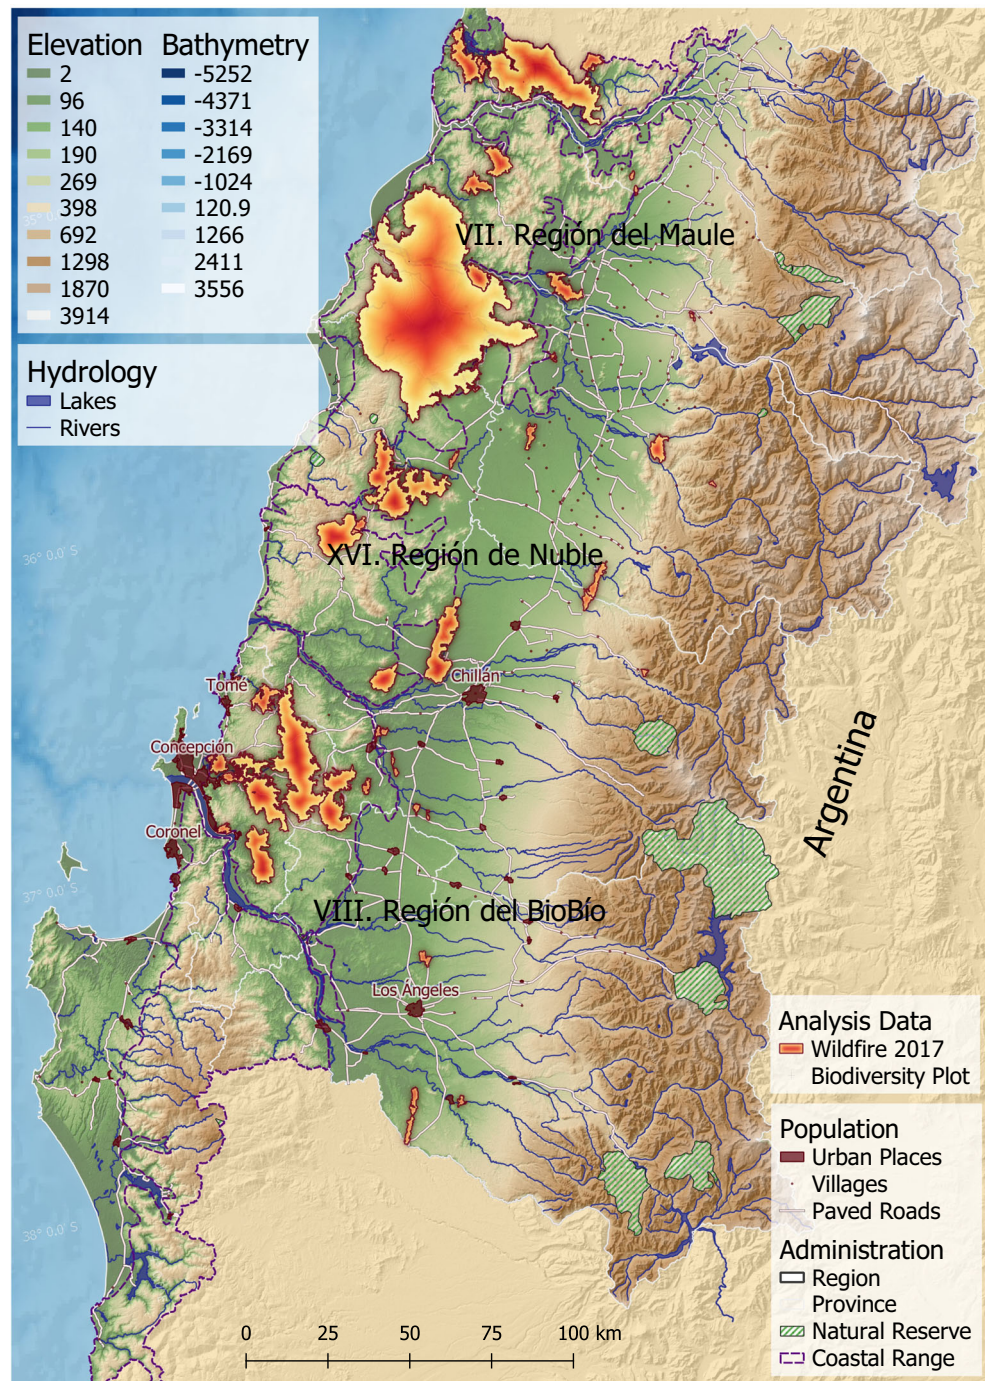 Elevation
2
96
140
190
269
398
692
1298
1870
3914
Bathymetry
-5252
-4371
-3314
-2169
-1024
120.9
1266
2411
3556
Hydrology
Lakes
Rivers
35° 0.0' S
VII. Región del Maule
36° 0.0' S
XVI. Región de Nuble
Chillán
Tomé
Concepción
Coronel
Argentina
37° 0.0' S
VIII. Región del BioBío
Los Ángeles
38° 0.0' S
Analysis Data
Wildfire 2017
Biodiversity Plot
Population
Urban Places
Villages
Paved Roads
Administration
Region
Province
Natural Reserve
Coastal Range
0 25 50 75 100 km